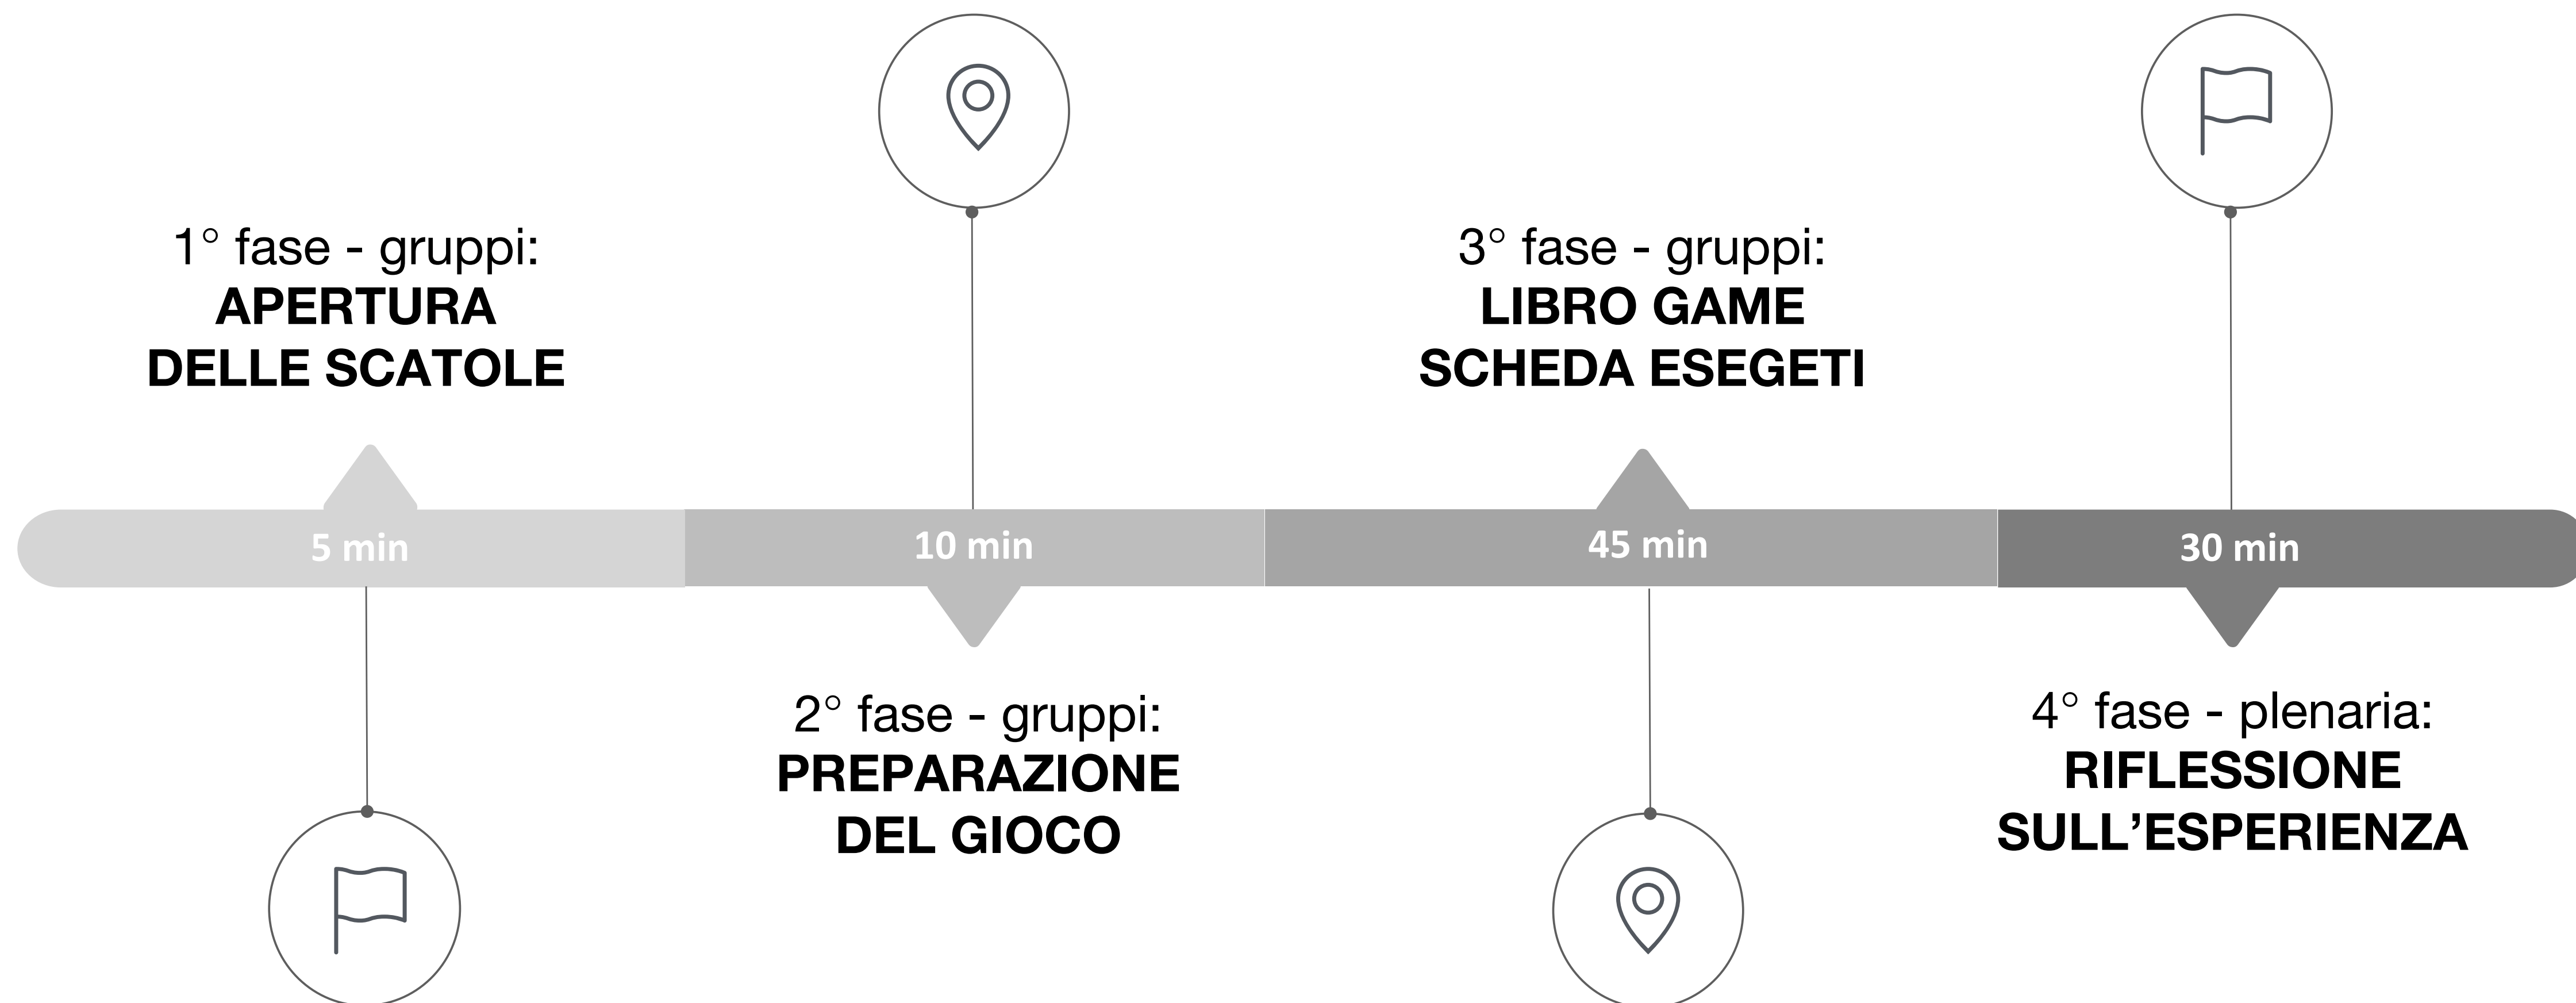 1° fase - gruppi:
APERTURA
DELLE SCATOLE
5 min
10 min
2° fase - gruppi:
PREPARAZIONE
DEL GIOCO
3° fase - gruppi:
LIBRO GAME
SCHEDA ESEGETI
45 min
30 min
4° fase - plenaria:
RIFLESSIONE
SULL’ESPERIENZA